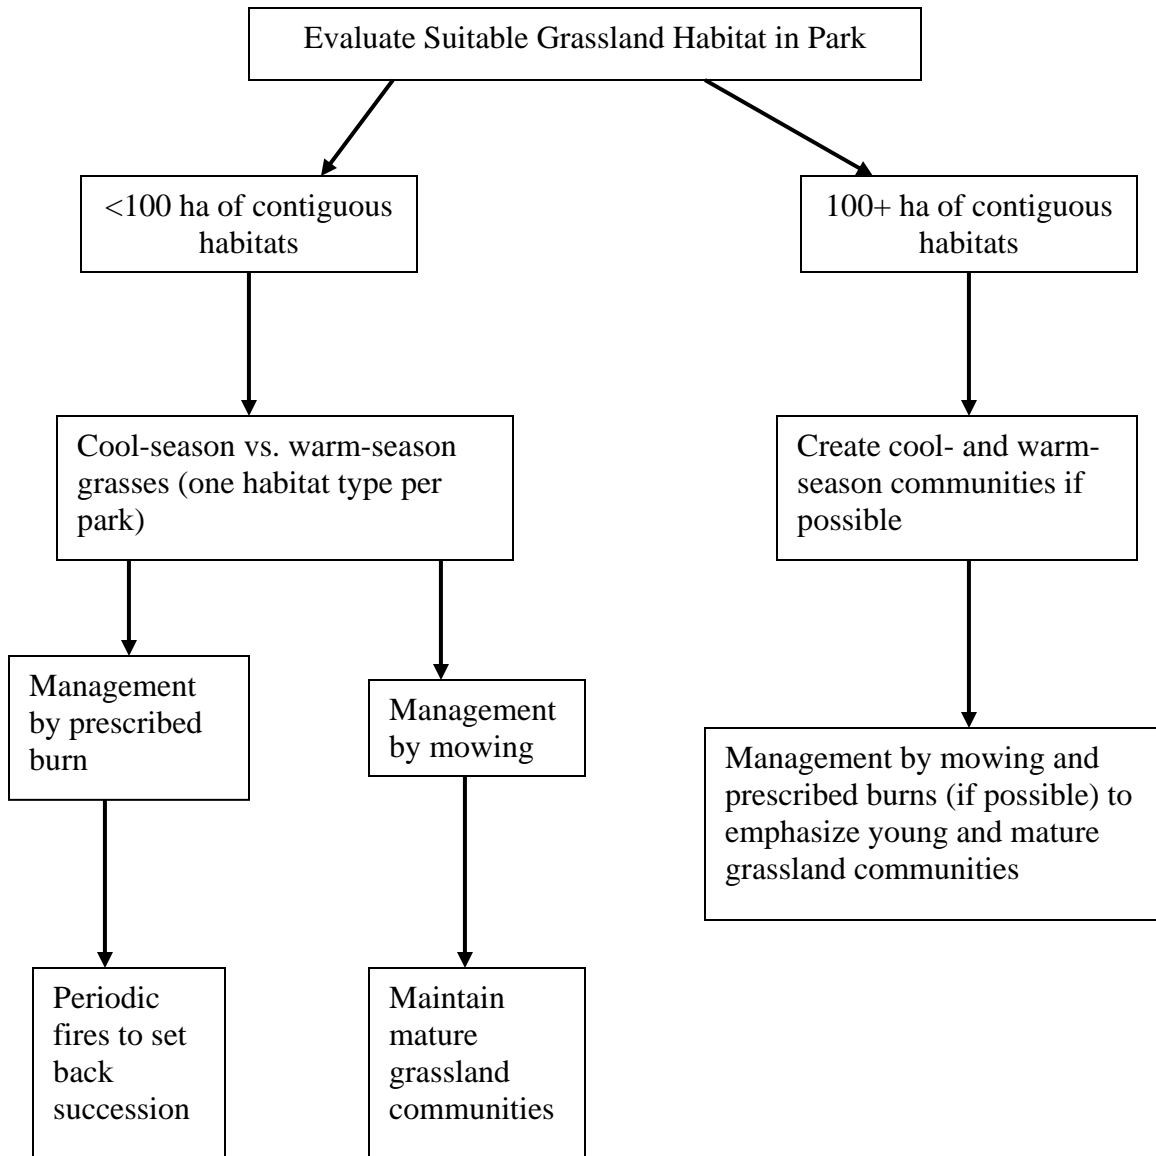 Evaluate Suitable Grassland Habitat in Park
<100 ha of contiguous
habitats
100+ ha of contiguous
habitats
Cool-season vs. warm-season
grasses (one habitat type per
park)
Create cool- and warm-
season communities if
possible
Management
by prescribed
burn
Management
by mowing
Management by mowing and
prescribed burns (if possible) to
emphasize young and mature
grassland communities
Periodic
fires to set
back
succession
Maintain
mature
grassland
communities